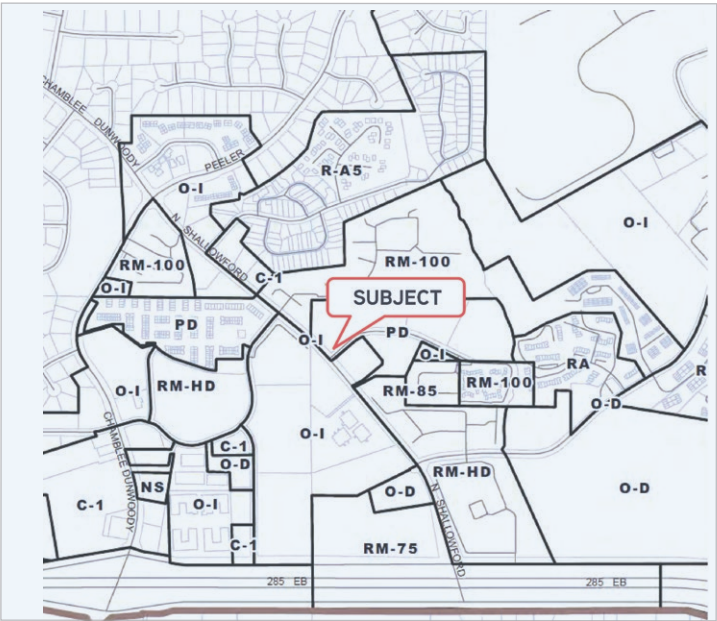 CHAMBLEE DUNWOODY
PEELER
R-A5
O-I
O-I
N SHALLOWFORD
RM-100
RM-100
C-1
O-I
SUBJECT
PD
O-I
PD
O-I
RA
R
O-I
RM-HD
RM-85
RM-100
O-D
CHAMBLEE DUNWOODY
O-I
C-1
O-D
RM-HD
NS
O-D
O-D
C-1
O-I
N SHALLOWFORD
C-1
RM-75
285 EB
285 EB